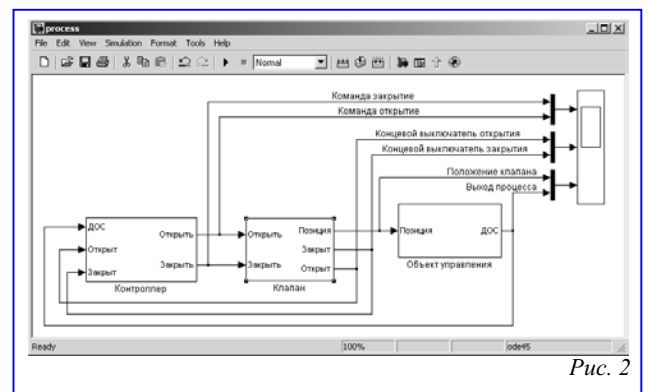 process
File Edit View Simulation Format Tools Help
Normal
Команда закрытие
Команда открытие
Концевой выключатель открытия
Концевой выключатель закрытия
Положение клапана
Выход процесса
ДОС
Открыт
Закрыт
Открыть
Закрыть
Контроллер
Открыть
Закрыть
Позиция
Закрыт
Открыт
Клапан
Позиция
ДОС
Объект управления
Ready
100%
ode45
Рис. 2